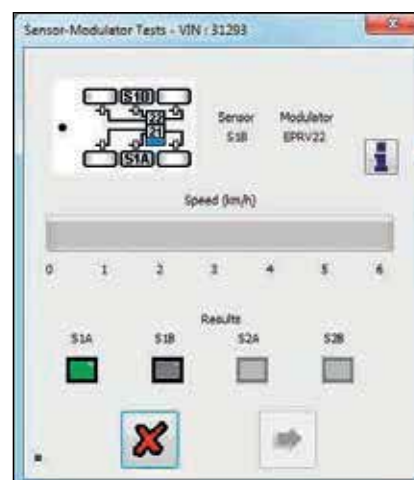 Sensor-Modulator Tests - VIN : 31293
S1B
22
21
S1A
Sensor Modulator
S1B EPRV22
Speed (km/h)
0 1 2 3 4 5 6
Results
S1A S1B S2A S2B